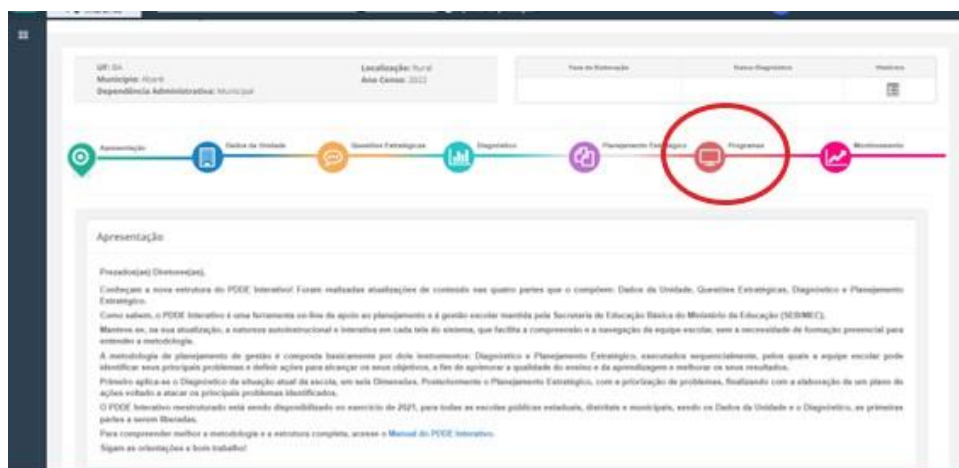 UF: BA
Município:
Dependência Administrativa: Municipal
Localização: Rural
Ano Censo: 2022
Fase de Elaboração
Status Diagnóstico
Histórico
Apresentação
Dados da Unidade
Questões Estratégicas
Diagnóstico
Planejamento Estratégico
Programas
Monitoramento
Apresentação
Prezados(as) Diretores(as),
Conheçam a nova estrutura do PDDE Interativo! Foram realizadas atualizações de conteúdo nas quatro partes que o compõem: Dados da Unidade, Questões Estratégicas, Diagnóstico e Planejamento
Estratégico.
Como sabem, o PDDE Interativo é uma ferramenta on-line de apoio ao planejamento e à gestão escolar mantida pela Secretaria de Educação Básica do Ministério da Educação (SEB/MEC).
Manteve-se, na sua atualização, a natureza autoinstrucional e interativa em cada tela do sistema, que facilita a compreensão e a navegação da equipe escolar, sem a necessidade de formação presencial para
entender a metodologia.
A metodologia de planejamento de gestão é composta basicamente por dois instrumentos: Diagnóstico e Planejamento Estratégico, executados sequencialmente, pelos quais a equipe escolar pode
identificar seus principais problemas e definir ações para alcançar os seus objetivos, a fim de aprimorar a qualidade do ensino e da aprendizagem e melhorar os seus resultados.
Primeiro aplica-se o Diagnóstico da situação atual da escola, em seis Dimensões. Posteriormente o Planejamento Estratégico, com a priorização de problemas, finalizando com a elaboração de um plano de
ações voltado a atacar os principais problemas identificados.
O PDDE Interativo reestruturado está sendo disponibilizado no exercício de 2021, para todas as escolas públicas estaduais, distritais e municipais, sendo os Dados da Unidade e o Diagnóstico, as primeiras
partes a serem liberadas.
Para compreender melhor a metodologia e a estrutura completa, acesse o Manual do PDDE Interativo.
Sigam as orientações e bom trabalho!